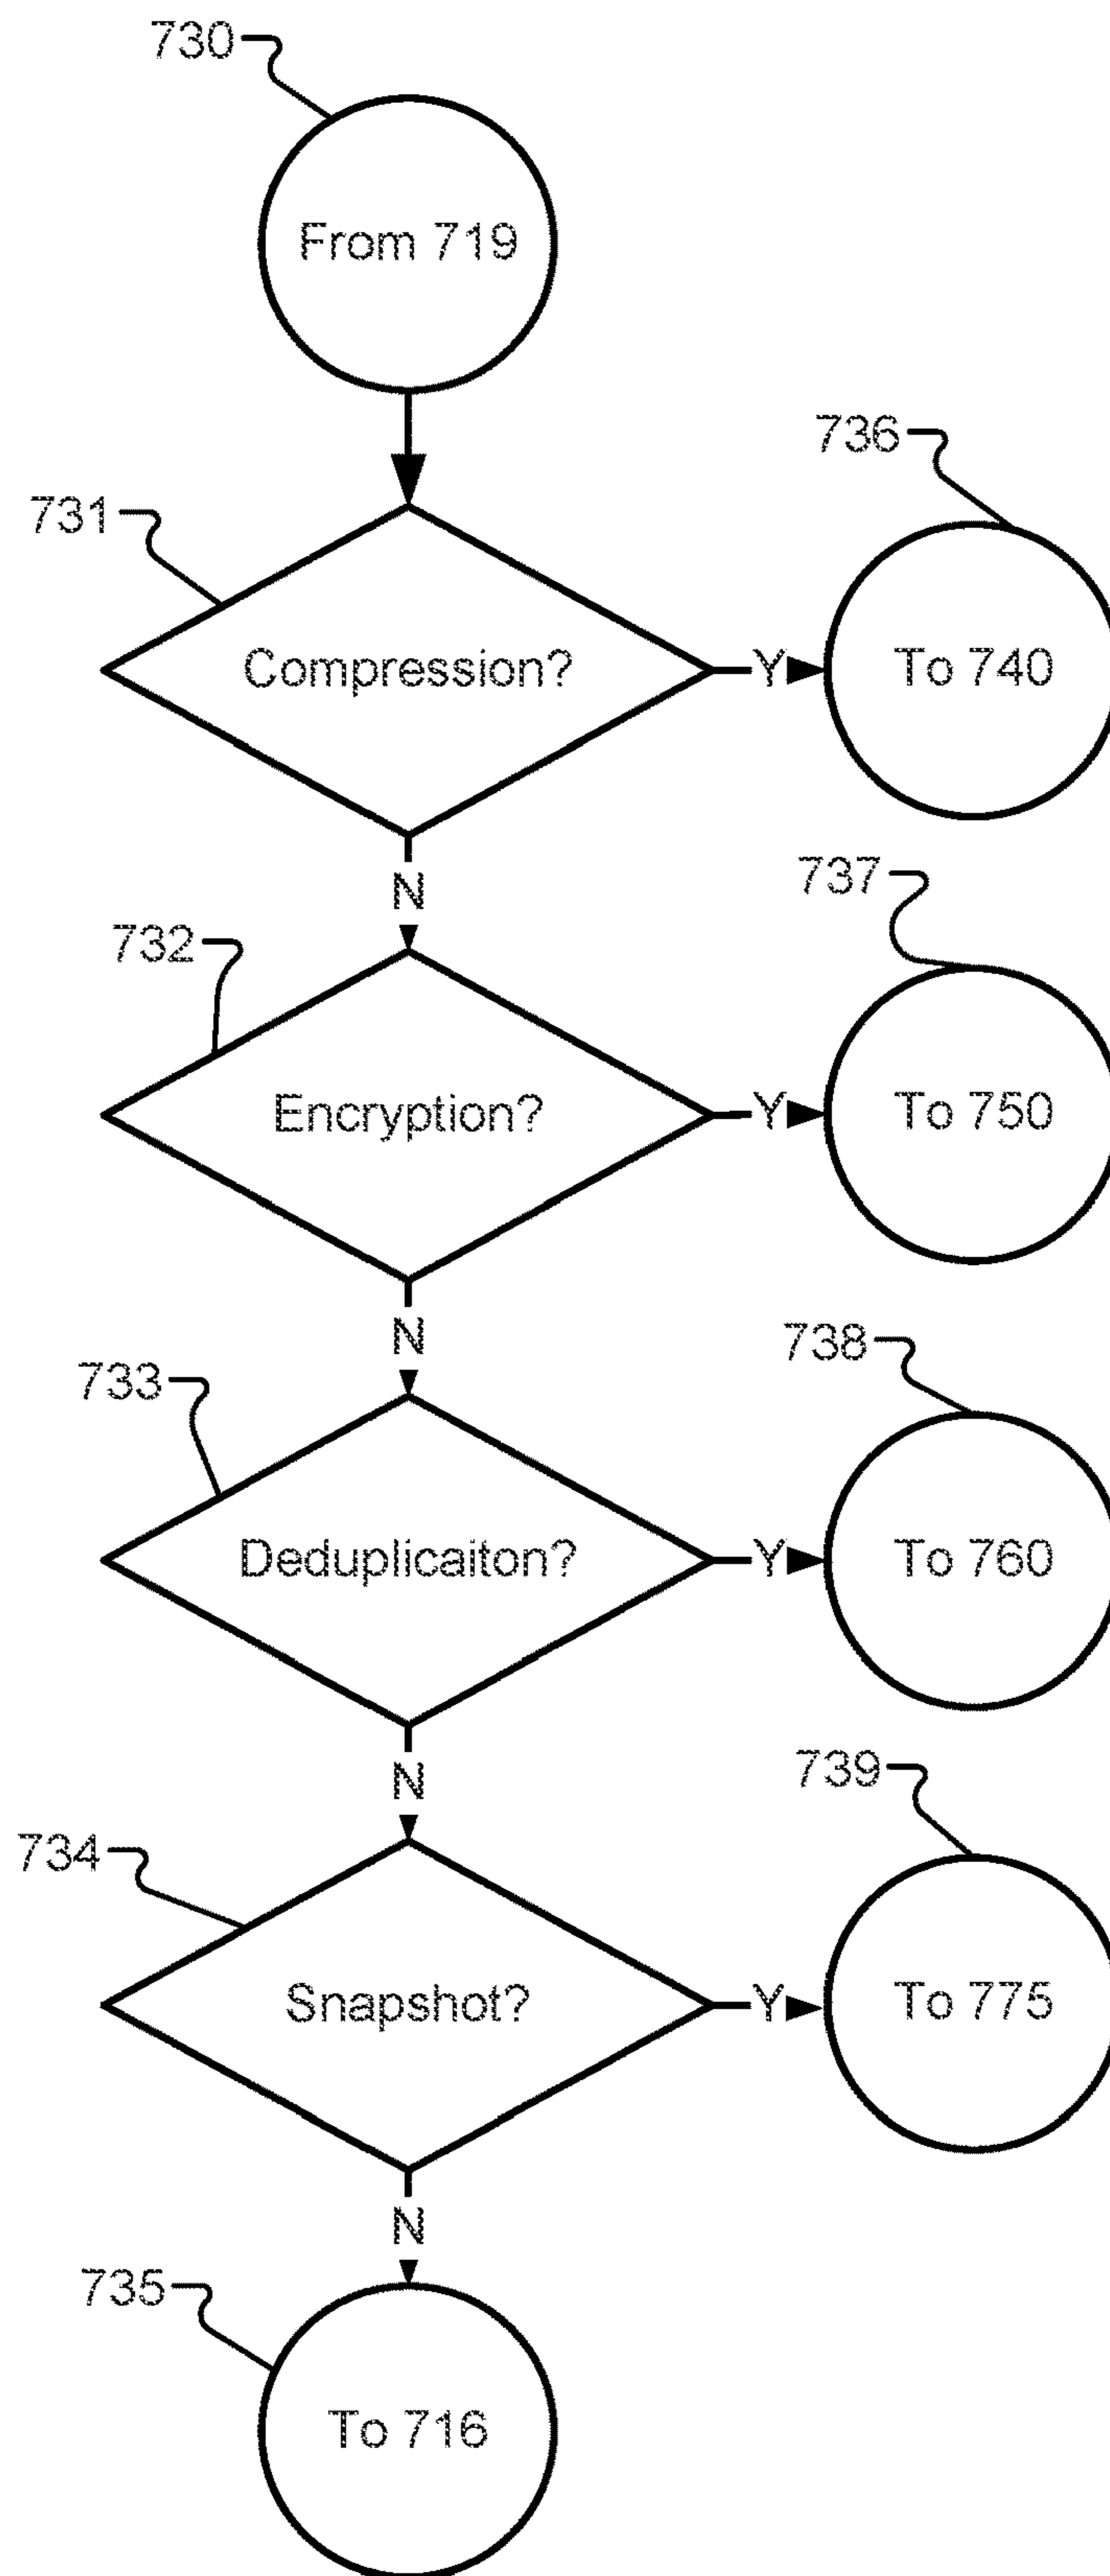 730
From 719
736
731
Compression?
Y
To 740
N
737
732
Encryption?
Y
To 750
N
738
733
Deduplicaiton?
Y
To 760
N
739
734
Snapshot?
Y
To 775
N
735
To 716